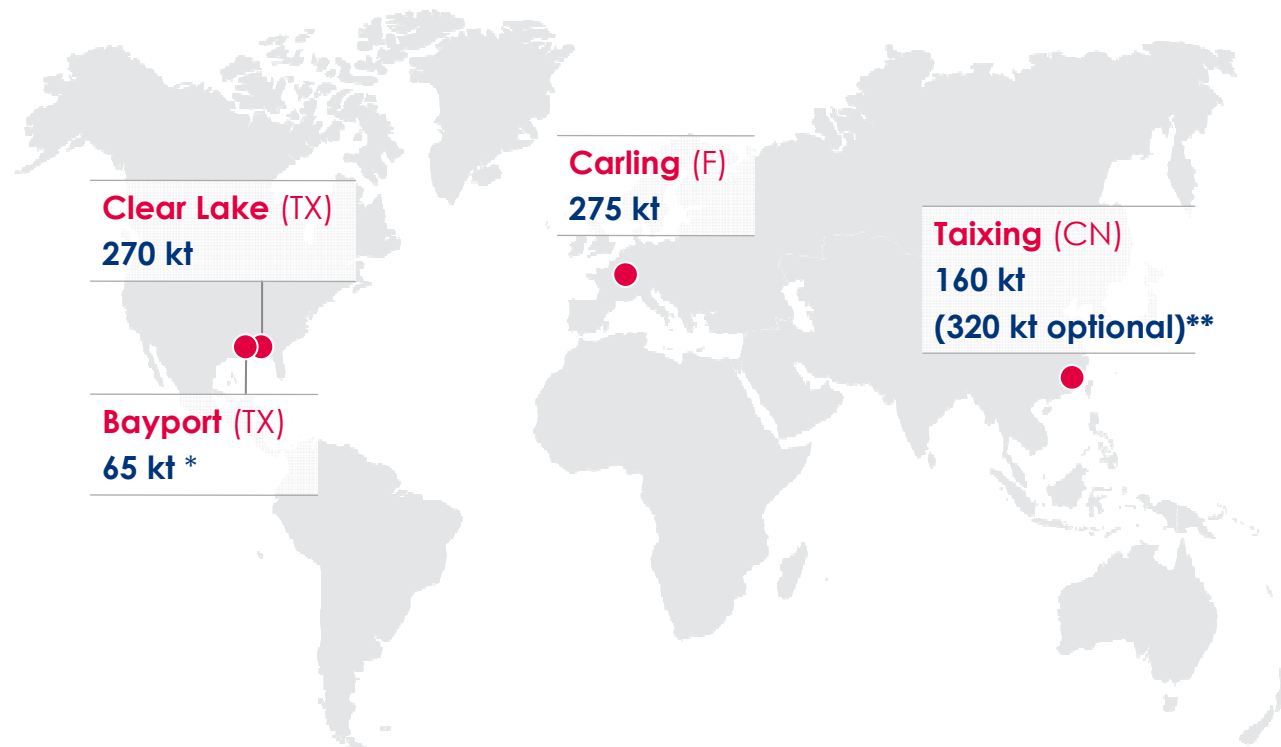 Clear Lake (TX)
270 kt
Bayport (TX)
65 kt *
Carling (F)
275 kt
Taixing (CN)
160 kt
(320 kt optional)**